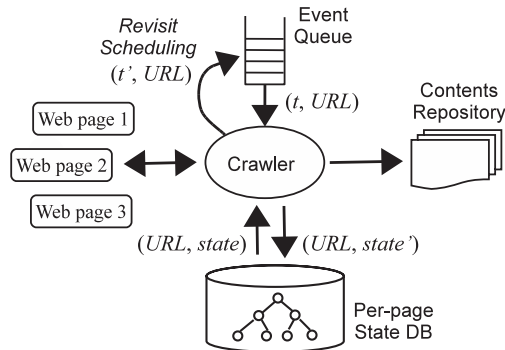 Revisit
Scheduling
(t’, URL)
Event
Queue
(t, URL)
Contents
Repository
Web page 1
Web page 2
Web page 3
Crawler
(URL, state)
(URL, state’)
Per-page
State DB